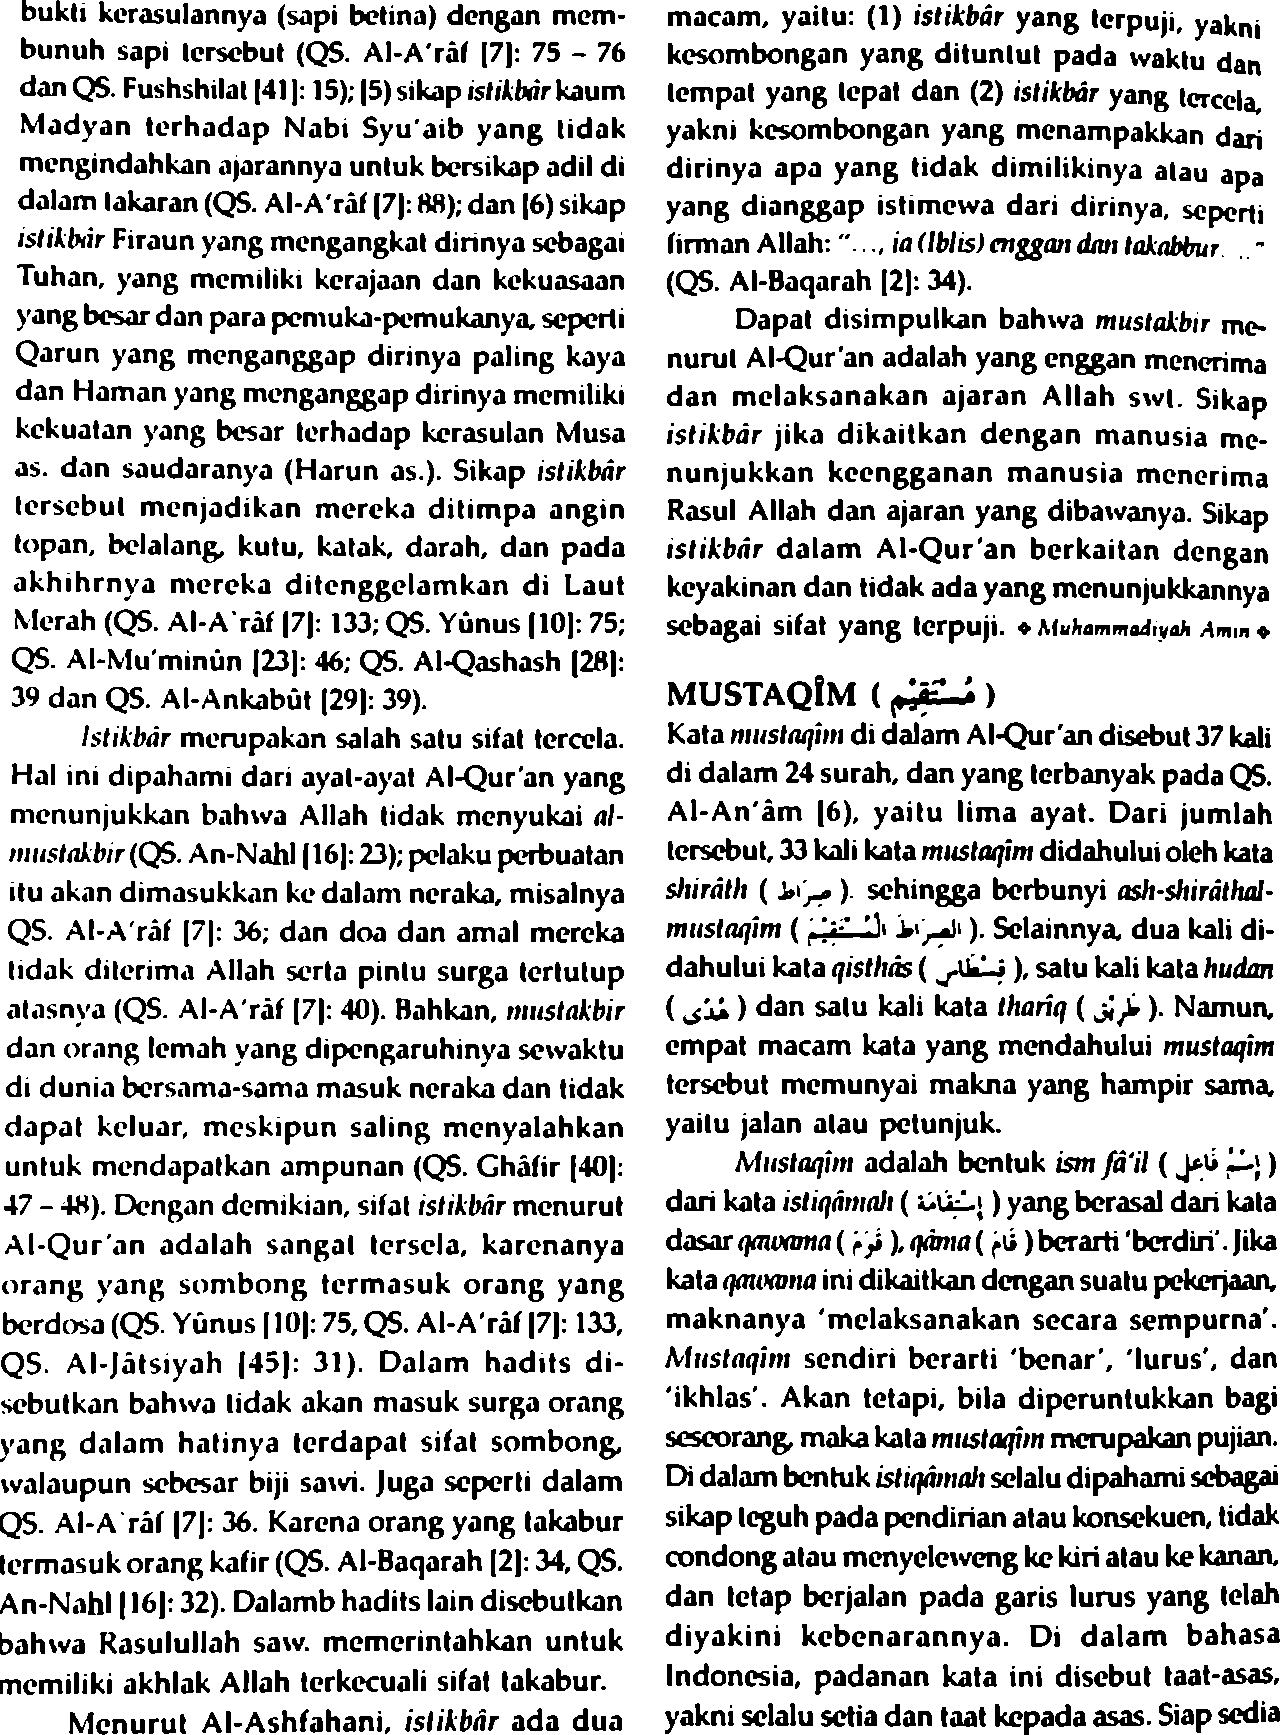 bukti kerasulannya (sapi betina) dengan mem-
bunuh sapi tersebut (QS. Al-A'râf [7]: 75 – 76
dan QS. Fushshilat [41]: 15); [5] sikap istikbâr kaum
Madyan terhadap Nabi Syu'aib yang tidak
mengindahkan ajarannya untuk bersikap adil di
dalam takaran (QS. Al-A'râf [7]: 88); dan [6) sikap
istikbâr Firaun yang mengangkat dirinya sebagai
Tuhan, yang memiliki kerajaan dan kekuasaan
yang besar dan para pemuka-pemukanya, seperti
Qarun yang menganggap dirinya paling kaya
dan Haman yang menganggap dirinya memiliki
kekuatan yang besar terhadap kerasulan Musa
as. dan saudaranya (Harun as.). Sikap istikbâr
tersebut menjadikan mereka ditimpa angin
topan, belalang, kutu, katak, darah, dan pada
akhihrnya mereka ditenggelamkan di Laut
Merah (QS. Al-A'râf [7]: 133; QS. Yûnus [10]: 75;
QS. Al-Mu'minûn [23]: 46; QS. Al-Qashash [28]:
39 dan QS. Al-Ankabût [29]: 39).
Istikbâr merupakan salah satu sifat tercela.
Hal ini dipahami dari ayat-ayat Al-Qur'an yang
menunjukkan bahwa Allah tidak menyukai al-
mustakbir (QS. An-Nahl [16]: 23); pelaku perbuatan
itu akan dimasukkan ke dalam neraka, misalnya
QS. Al-A'râf [7]: 36; dan doa dan amal mereka
tidak diterima Allah serta pintu surga tertutup
atasnya (QS. Al-A'râf [7]: 40). Bahkan, mustakbir
dan orang lemah yang dipengaruhinya sewaktu
di dunia bersama-sama masuk neraka dan tidak
dapat keluar, meskipun saling menyalahkan
untuk mendapatkan ampunan (QS. Ghâfir [40]:
47 – 48). Dengan demikian, sifat istikbâr menurut
Al-Qur'an adalah sangat tersela, karenanya
orang yang sombong termasuk orang yang
berdosa (QS. Yûnus [10]: 75, QS. Al-A'râf [7]: 133,
QS. Al-Jâtsiyah [45]: 31). Dalam hadits di-
sebutkan bahwa tidak akan masuk surga orang
yang dalam hatinya terdapat sifat sombong,
walaupun sebesar biji sawi. Juga seperti dalam
QS. Al-A'râf [7]: 36. Karena orang yang takabur
termasuk orang kafir (QS. Al-Baqarah [2]: 34, QS.
An-Nahl [16]: 32). Dalamb hadits lain disebutkan
bahwa Rasulullah saw. memerintahkan untuk
memiliki akhlak Allah terkecuali sifat takabur.
Menurut Al-Ashfahani, istikbâr ada dua
macam, yaitu: (1) istikbâr yang terpuji, yakni
kesombongan yang dituntut pada waktu dan
tempat yang tepat dan (2) istikbâr yang tercela,
yakni kesombongan yang menampakkan dari
dirinya apa yang tidak dimilikinya atau apa
yang dianggap istimewa dari dirinya, seperti
firman Allah: "..., ia (Iblis) enggan dan takabbur. .."
(QS. Al-Baqarah [2]: 34).
Dapat disimpulkan bahwa mustakbir me-
nurut Al-Qur'an adalah yang enggan menerima
dan melaksanakan ajaran Allah swt. Sikap
istikbâr jika dikaitkan dengan manusia me-
nunjukkan keengganan manusia menerima
Rasul Allah dan ajaran yang dibawanya. Sikap
istikbâr dalam Al-Qur'an berkaitan dengan
keyakinan dan tidak ada yang menunjukkannya
sebagai sifat yang terpuji. ♦ Muhammadiyah Amin ♦
MUSTAQÎM ( مُسْتَقِيْم )
Kata mustaqîm di dalam Al-Qur'an disebut 37 kali
di dalam 24 surah, dan yang terbanyak pada QS.
Al-An'âm [6), yaitu lima ayat. Dari jumlah
tersebut, 33 kali kata mustaqîm didahului oleh kata
shirâth ( صِرَاط ). sehingga berbunyi ash-shirâthal-
mustaqîm ( الصِرَاطَ الْمُسْتَقِيْمَ ). Selainnya, dua kali di-
dahului kata qisthâs ( قِسْطَاس ), satu kali kata hudan
( هُدًى ) dan satu kali kata tharîq ( طَرِيْق ). Namun,
empat macam kata yang mendahului mustaqîm
tersebut memunyai makna yang hampir sama,
yaitu jalan atau petunjuk.
Mustaqîm adalah bentuk ism fâ'il ( إِسْمُ فَاعِل )
dari kata istiqâmah ( إِسْتِقَامَة ) yang berasal dari kata
dasar qawama ( قَوَمَ ), qâma ( قَامَ ) berarti 'berdiri'. Jika
kata qawama ini dikaitkan dengan suatu pekerjaan,
maknanya 'melaksanakan secara sempurna'.
Mustaqîm sendiri berarti 'benar', 'lurus', dan
'ikhlas'. Akan tetapi, bila diperuntukkan bagi
seseorang, maka kata mustaqîm merupakan pujian.
Di dalam bentuk istiqâmah selalu dipahami sebagai
sikap teguh pada pendirian atau konsekuen, tidak
condong atau menyeleweng ke kiri atau ke kanan,
dan tetap berjalan pada garis lurus yang telah
diyakini kebenarannya. Di dalam bahasa
Indonesia, padanan kata ini disebut taat-asas,
yakni selalu setia dan taat kepada asas. Siap sedia